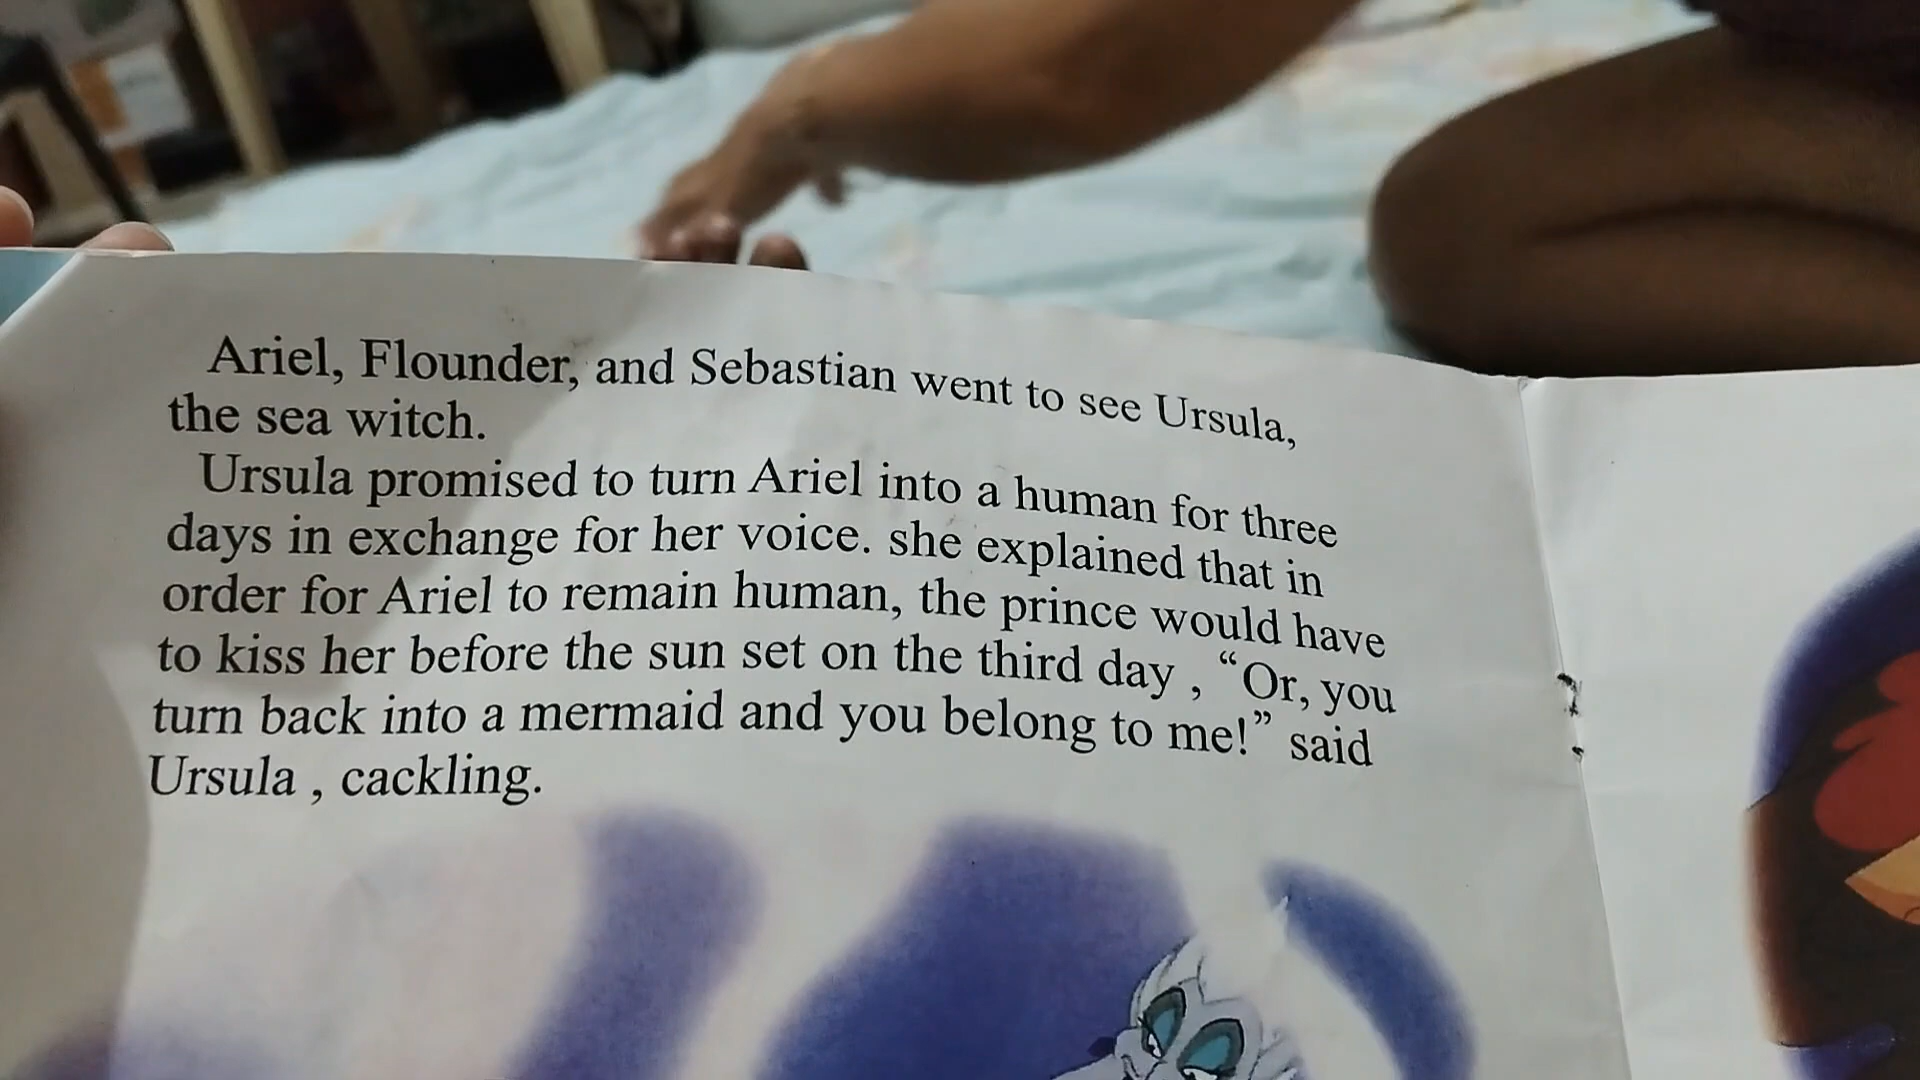 Ariel, Flounder, and Sebastian went to see Ursula,
the sea witch.
Ursula promised to turn Ariel into a human for three
days in exchange for her voice. she explained that in
order for Ariel to remain human, the prince would have
to kiss her before the sun set on the third day , “Or, you
turn back into a mermaid and you belong to me!” said
Ursula , cackling.